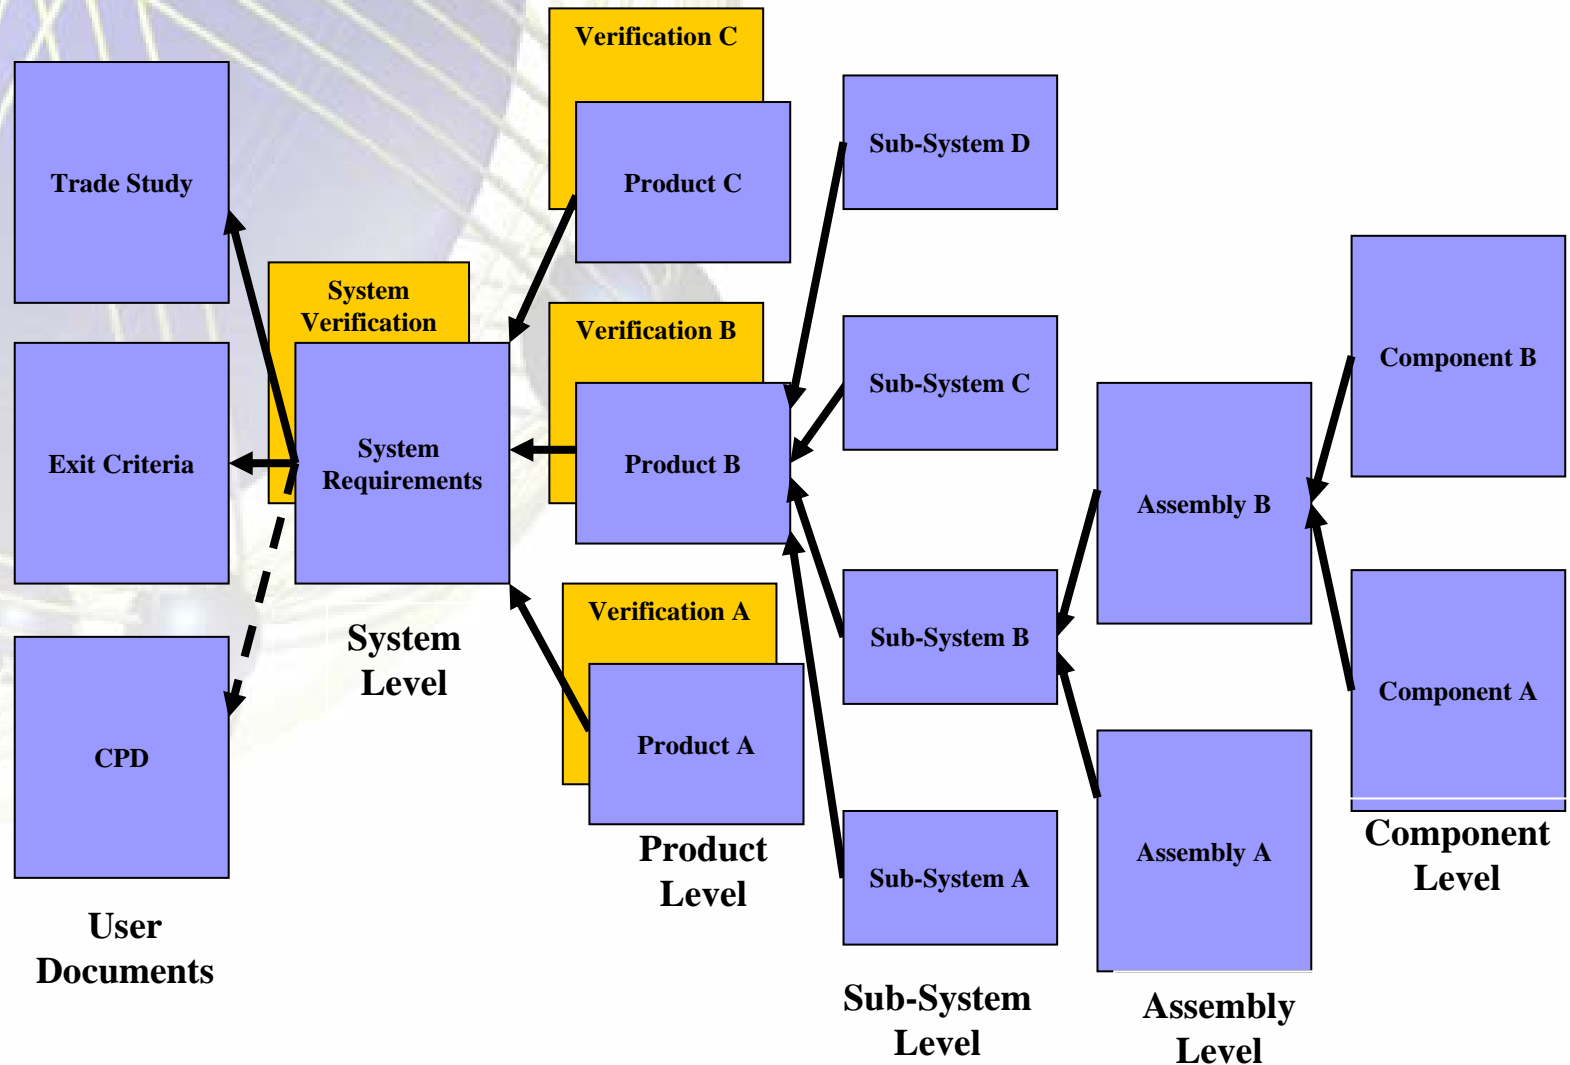 Trade Study
Exit Criteria
CPD
User
Documents
System
Verification
System
Requirements
System
Level
Verification C
Product C
Verification B
Product B
Verification A
Product A
Product
Level
Sub-System D
Sub-System C
Sub-System B
Sub-System A
Sub-System
Level
Assembly B
Assembly A
Assembly
Level
Component B
Component A
Component
Level